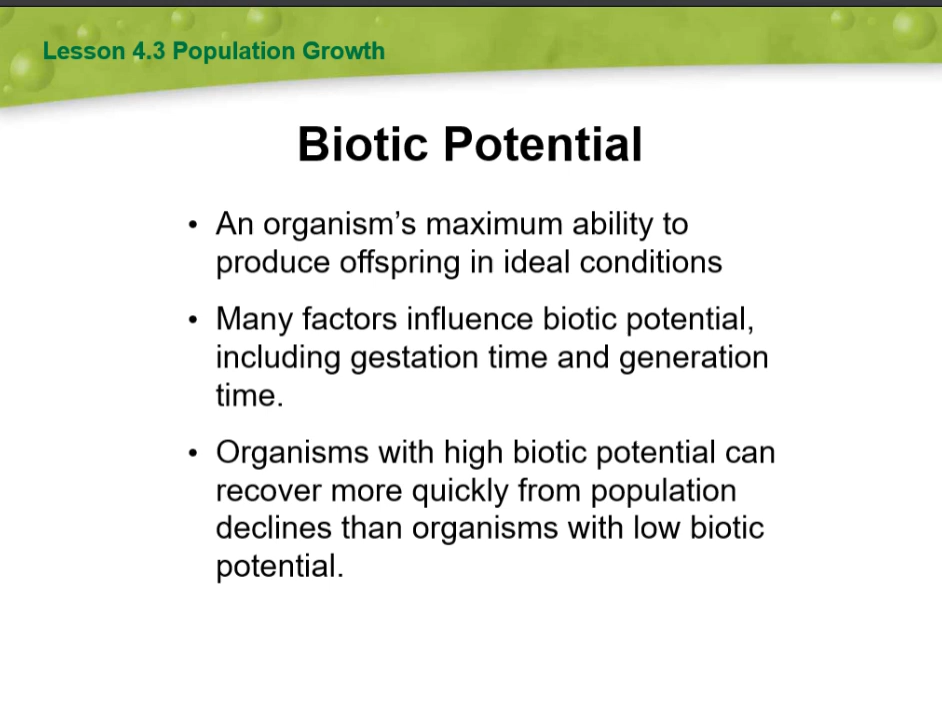 Lesson 4.3 Population Growth
Biotic Potential
• An organism’s maximum ability to
produce offspring in ideal conditions
• Many factors influence biotic potential,
including gestation time and generation
time.
• Organisms with high biotic potential can
recover more quickly from population
declines than organisms with low biotic
potential.